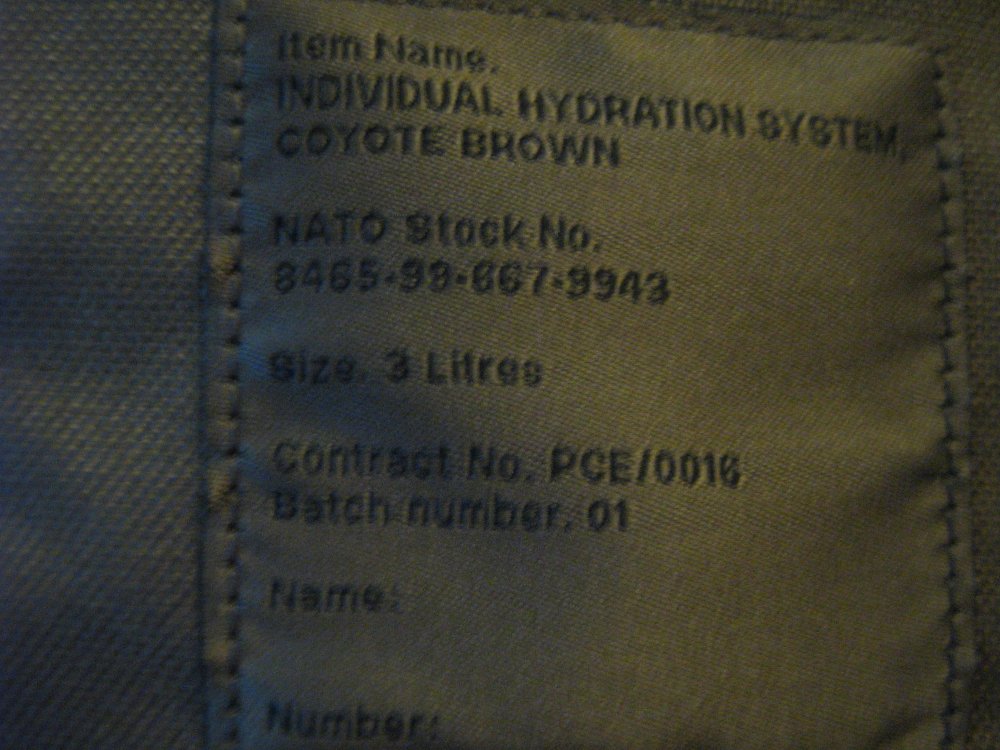 Item Name.
INDIVIDUAL HYDRATION SYSTEM,
COYOTE BROWN
NATO Stock No.
8465-99-667-9943
Size. 3 Litres
Contract No. PCE/0016
Batch number. 01
Name:
Number: